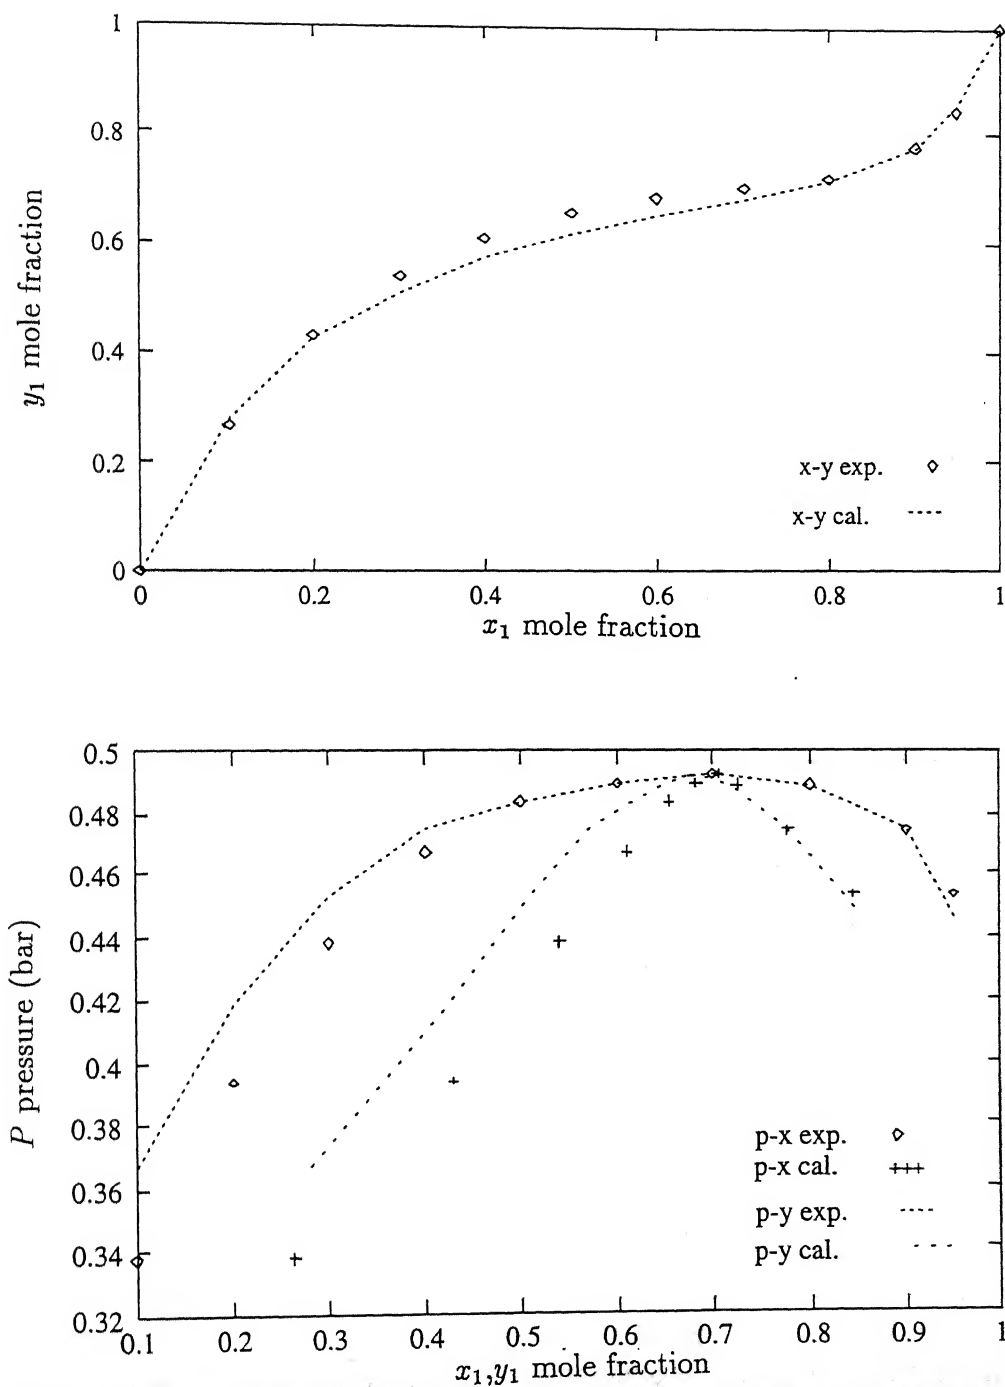 1
0.8
0.6
0.4
0.2
0
y₁ mole fraction
x-y exp.
x-y cal.
0 0.2 0.4 0.6 0.8 1
x₁ mole fraction
0.5
0.48
0.46
0.44
0.42
0.4
0.38
0.36
0.34
0.32
P pressure (bar)
p-x exp.
p-x cal.
p-y exp.
p-y cal.
0.1 0.2 0.3 0.4 0.5 0.6 0.7 0.8 0.9 1
x₁,y₁ mole fraction